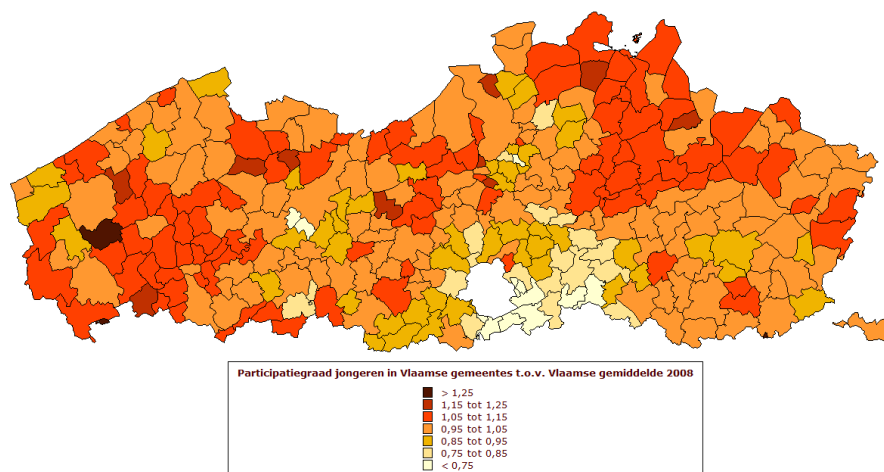 Participatiegraad jongeren in Vlaamse gemeentes t.o.v. Vlaamse gemiddelde 2008
> 1,25
1,15 tot 1,25
1,05 tot 1,15
0,95 tot 1,05
0,85 tot 0,95
0,75 tot 0,85
< 0,75